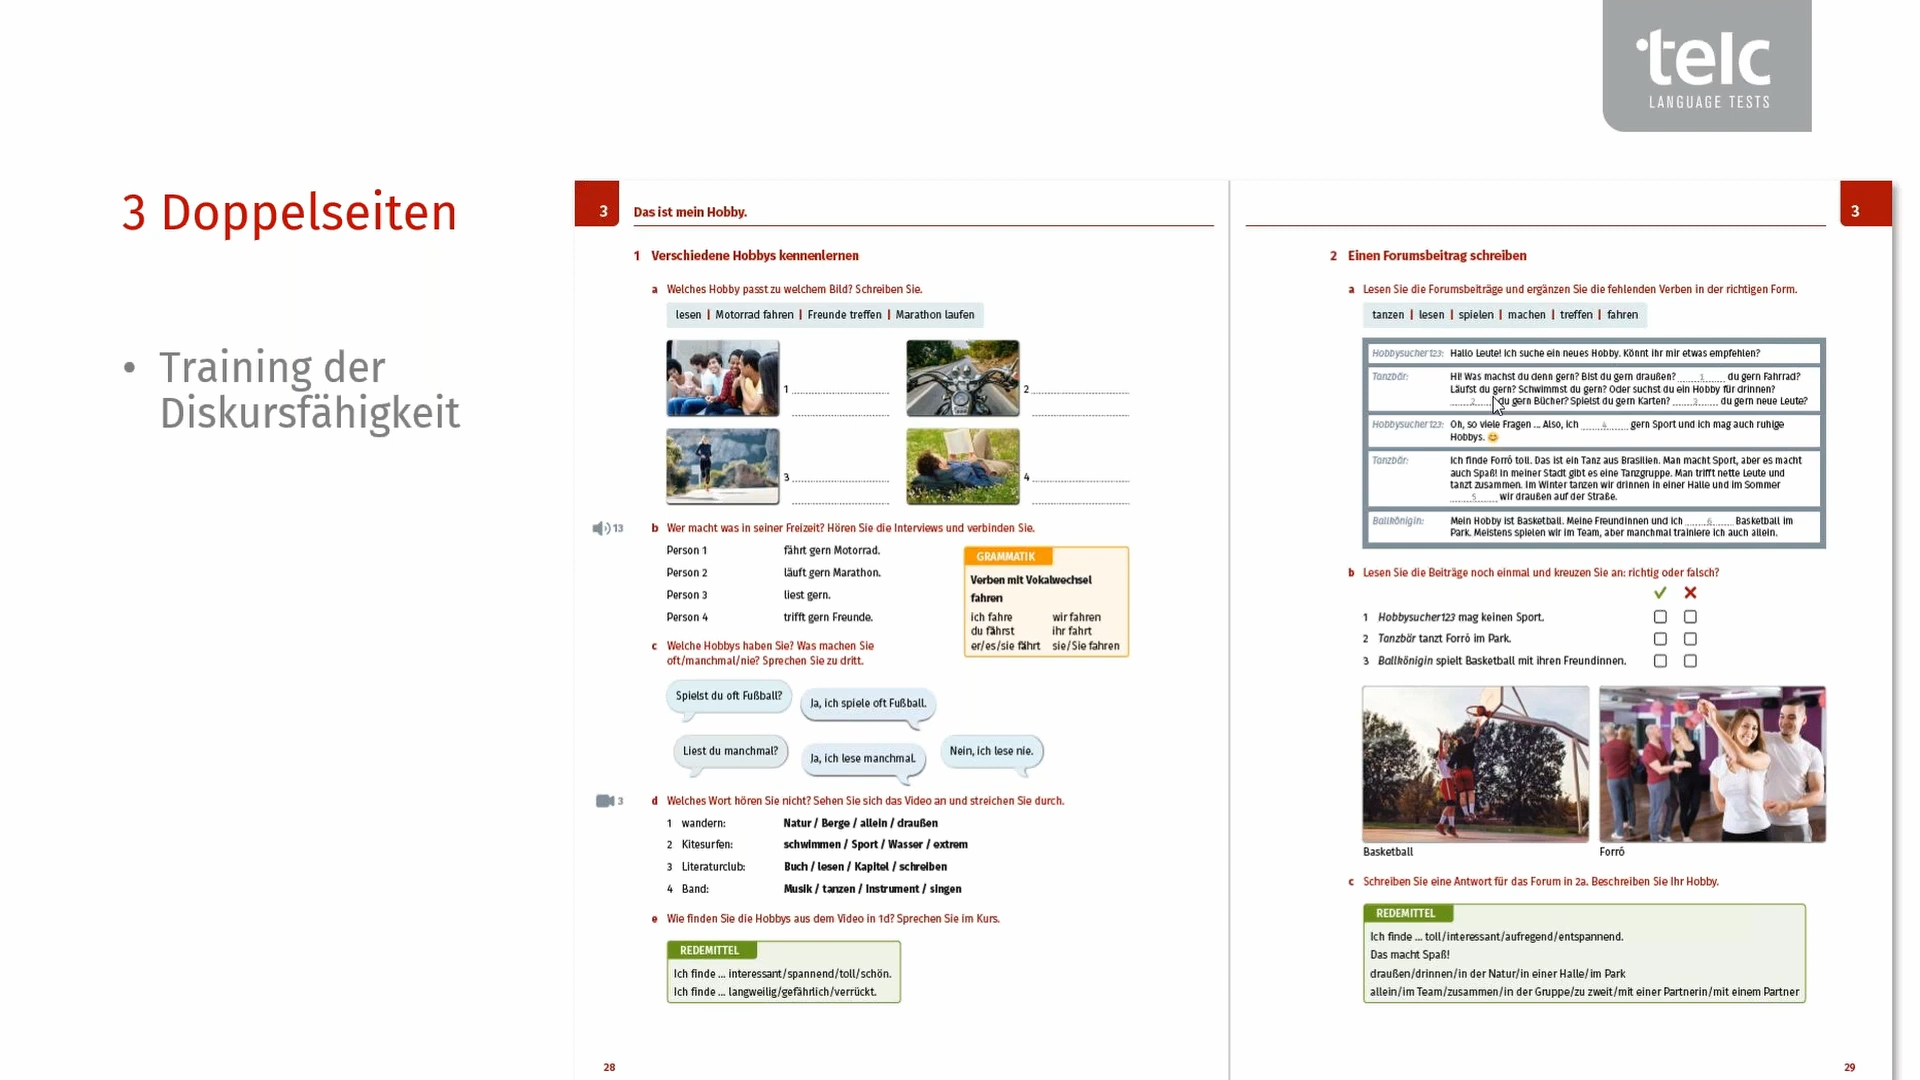 telc
LANGUAGE TESTS
3 Doppelseiten
• Training der
Diskursfähigkeit
3
Das ist mein Hobby.
1 Verschiedene Hobbys kennenlernen
a Welches Hobby passt zu welchem Bild? Schreiben Sie.
lesen | Motorrad fahren | Freunde treffen | Marathon laufen
1
2
3
4
13
b Wer macht was in seiner Freizeit? Hören Sie die Interviews und verbinden Sie.
Person 1 fährt gern Motorrad.
Person 2 läuft gern Marathon.
Person 3 liest gern.
Person 4 trifft gern Freunde.
GRAMMATIK
Verben mit Vokalwechsel
fahren
ich fahre wir fahren
du fährst ihr fahrt
er/es/sie fährt sie/Sie fahren
c Welche Hobbys haben Sie? Was machen Sie
oft/manchmal/nie? Sprechen Sie zu dritt.
Spielst du oft Fußball?
Ja, ich spiele oft Fußball.
Liest du manchmal?
Ja, ich lese manchmal.
Nein, ich lese nie.
3
d Welches Wort hören Sie nicht? Sehen Sie sich das Video an und streichen Sie durch.
1 wandern: Natur / Berge / allein / draußen
2 Kitesurfen: schwimmen / Sport / Wasser / extrem
3 Literaturclub: Buch / lesen / Kapitel / schreiben
4 Band: Musik / tanzen / Instrument / singen
e Wie finden Sie die Hobbys aus dem Video in 1d? Sprechen Sie im Kurs.
REDEMITTEL
Ich finde ... interessant/spannend/toll/schön.
Ich finde ... langweilig/gefährlich/verrückt.
28
3
2 Einen Forumsbeitrag schreiben
a Lesen Sie die Forumsbeiträge und ergänzen Sie die fehlenden Verben in der richtigen Form.
tanzen | lesen | spielen | machen | treffen | fahren
Hobbysucher123: Hallo Leute! Ich suche ein neues Hobby. Könnt ihr mir etwas empfehlen?
Tanzbär: Hi! Was machst du denn gern? Bist du gern draußen? ....1.... du gern Fahrrad?
Läufst du gern? Schwimmst du gern? Oder suchst du ein Hobby für drinnen?
....2.... du gern Bücher? Spielst du gern Karten? ....3.... du gern neue Leute?
Hobbysucher123: Oh, so viele Fragen ... Also, ich ....4.... gern Sport und ich mag auch ruhige
Hobbys. 😊
Tanzbär: Ich finde Forró toll. Das ist ein Tanz aus Brasilien. Man macht Sport, aber es macht
auch Spaß! In meiner Stadt gibt es eine Tanzgruppe. Man trifft nette Leute und
tanzt zusammen. Im Winter tanzen wir drinnen in einer Halle und im Sommer
....5.... wir draußen auf der Straße.
Ballkönigin: Mein Hobby ist Basketball. Meine Freundinnen und ich ....6.... Basketball im
Park. Meistens spielen wir im Team, aber manchmal trainiere ich auch allein.
b Lesen Sie die Beiträge noch einmal und kreuzen Sie an: richtig oder falsch?
1 Hobbysucher123 mag keinen Sport.
2 Tanzbär tanzt Forró im Park.
3 Ballkönigin spielt Basketball mit ihren Freundinnen.
Basketball
Forró
c Schreiben Sie eine Antwort für das Forum in 2a. Beschreiben Sie Ihr Hobby.
REDEMITTEL
Ich finde ... toll/interessant/aufregend/entspannend.
Das macht Spaß!
draußen/drinnen/in der Natur/in einer Halle/im Park
allein/im Team/zusammen/in der Gruppe/zu zweit/mit einer Partnerin/mit einem Partner
29